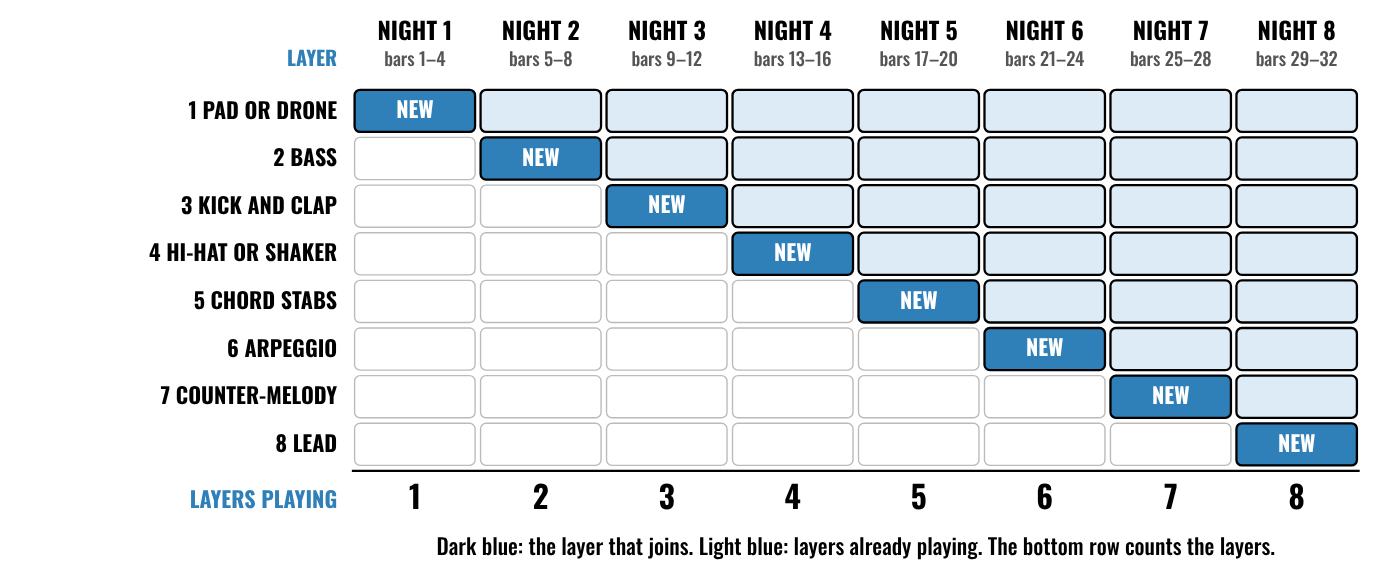 NIGHT 1 NIGHT 2 NIGHT 3 NIGHT 4 NIGHT 5 NIGHT 6 NIGHT 7 NIGHT 8
LAYER bars 1–4 bars 5–8 bars 9–12 bars 13–16 bars 17–20 bars 21–24 bars 25–28 bars 29–32
1 PAD OR DRONE NEW
2 BASS NEW
3 KICK AND CLAP NEW
4 HI-HAT OR SHAKER NEW
5 CHORD STABS NEW
6 ARPEGGIO NEW
7 COUNTER-MELODY NEW
8 LEAD NEW
LAYERS PLAYING 1 2 3 4 5 6 7 8
Dark blue: the layer that joins. Light blue: layers already playing. The bottom row counts the layers.